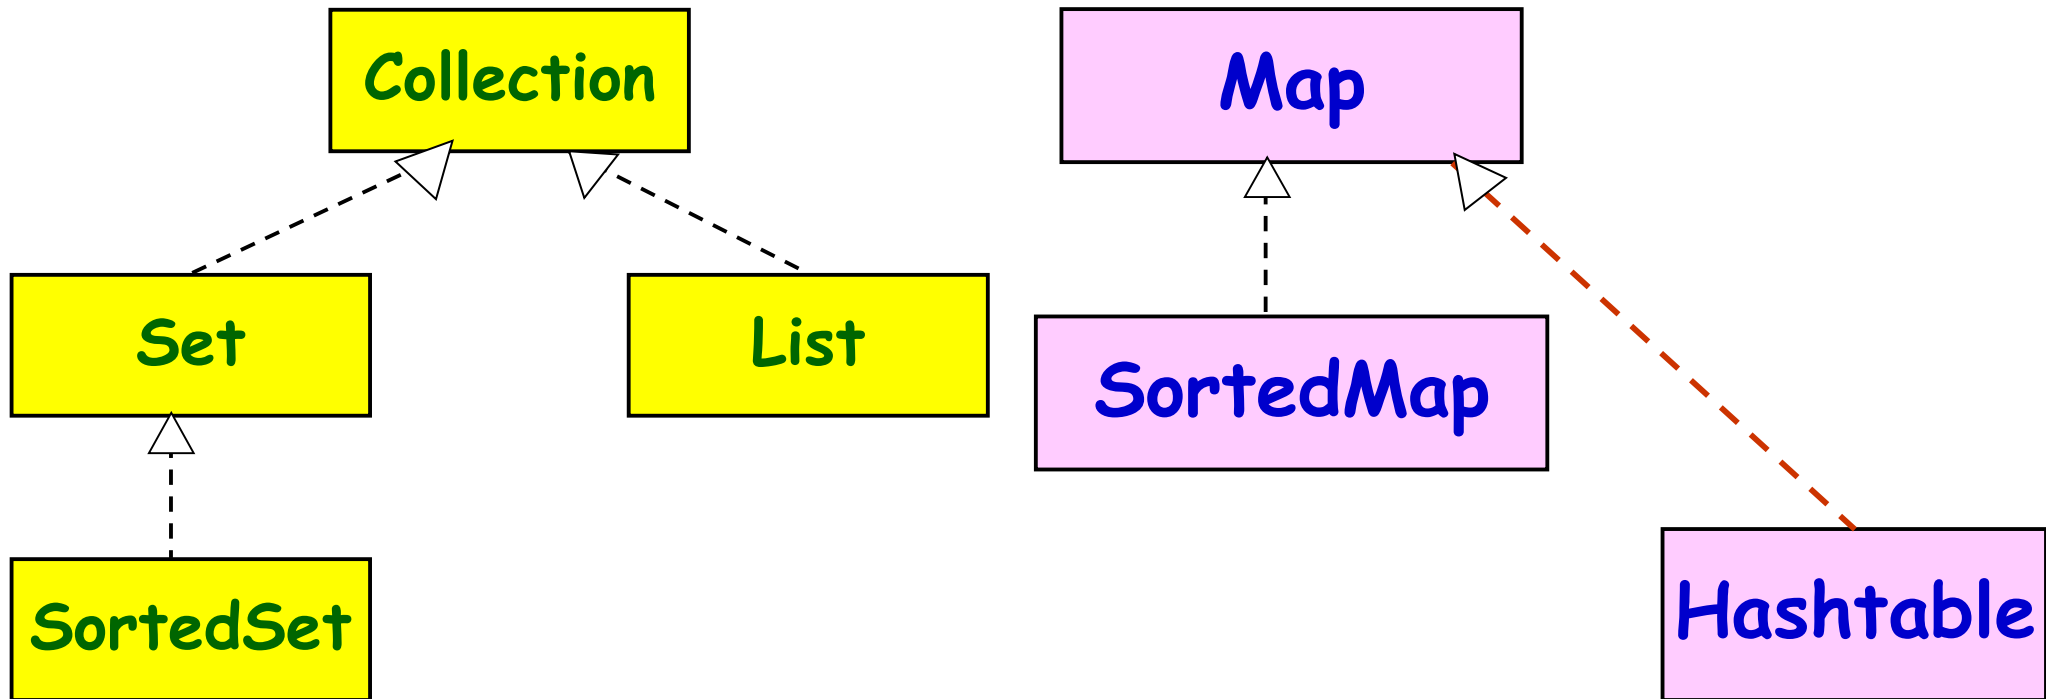 Collection
Map
Set
List
SortedMap
SortedSet
Hashtable